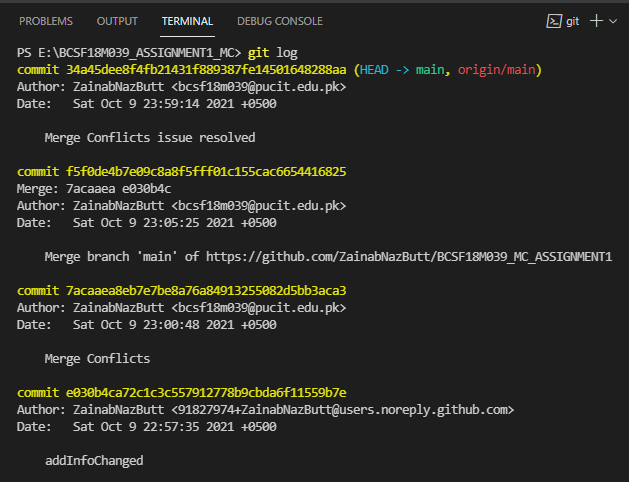 PROBLEMS OUTPUT TERMINAL DEBUG CONSOLE git
PS E:\BCSF18M039_ASSIGNMENT1_MC> git log
commit 34a45dee8f4fb21431f889387fe14501648288aa (HEAD -> main, origin/main)
Author: ZainabNazButt <bcsf18m039@pucit.edu.pk>
Date:   Sat Oct 9 23:59:14 2021 +0500
Merge Conflicts issue resolved
commit f5f0de4b7e09c8a8f5fff01c155cac6654416825
Merge: 7acaaea e030b4c
Author: ZainabNazButt <bcsf18m039@pucit.edu.pk>
Date:   Sat Oct 9 23:05:25 2021 +0500
Merge branch 'main' of https://github.com/ZainabNazButt/BCSF18M039_MC_ASSIGNMENT1
commit 7acaaea8eb7e7be8a76a84913255082d5bb3aca3
Author: ZainabNazButt <bcsf18m039@pucit.edu.pk>
Date:   Sat Oct 9 23:00:48 2021 +0500
Merge Conflicts
commit e030b4ca72c1c3c557912778b9cbda6f11559b7e
Author: ZainabNazButt <91827974+ZainabNazButt@users.noreply.github.com>
Date:   Sat Oct 9 22:57:35 2021 +0500
addInfoChanged